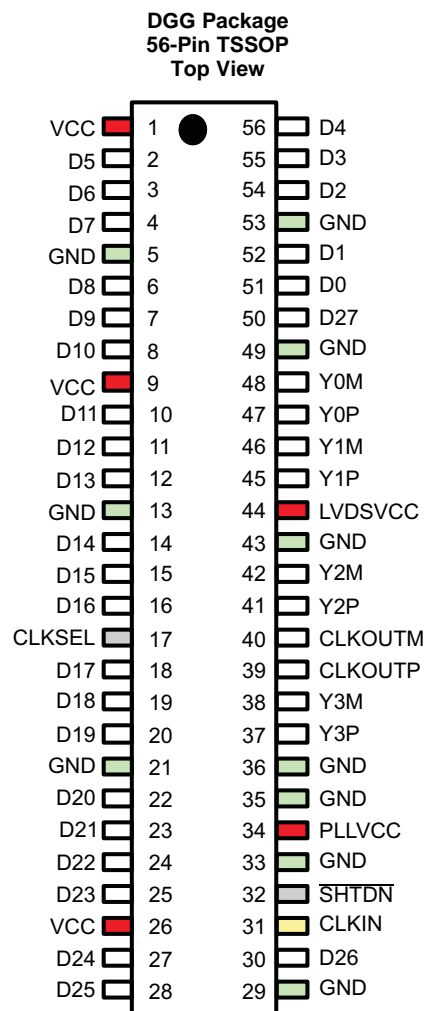 DGG Package
56-Pin TSSOP
Top View
VCC 1 56 D4
D5 2 55 D3
D6 3 54 D2
D7 4 53 GND
GND 5 52 D1
D8 6 51 D0
D9 7 50 D27
D10 8 49 GND
VCC 9 48 Y0M
D11 10 47 Y0P
D12 11 46 Y1M
D13 12 45 Y1P
GND 13 44 LVDSVCC
D14 14 43 GND
D15 15 42 Y2M
D16 16 41 Y2P
CLKSEL 17 40 CLKOUTM
D17 18 39 CLKOUTP
D18 19 38 Y3M
D19 20 37 Y3P
GND 21 36 GND
D20 22 35 GND
D21 23 34 PLLVCC
D22 24 33 GND
D23 25 32 SHTDN
VCC 26 31 CLKIN
D24 27 30 D26
D25 28 29 GND